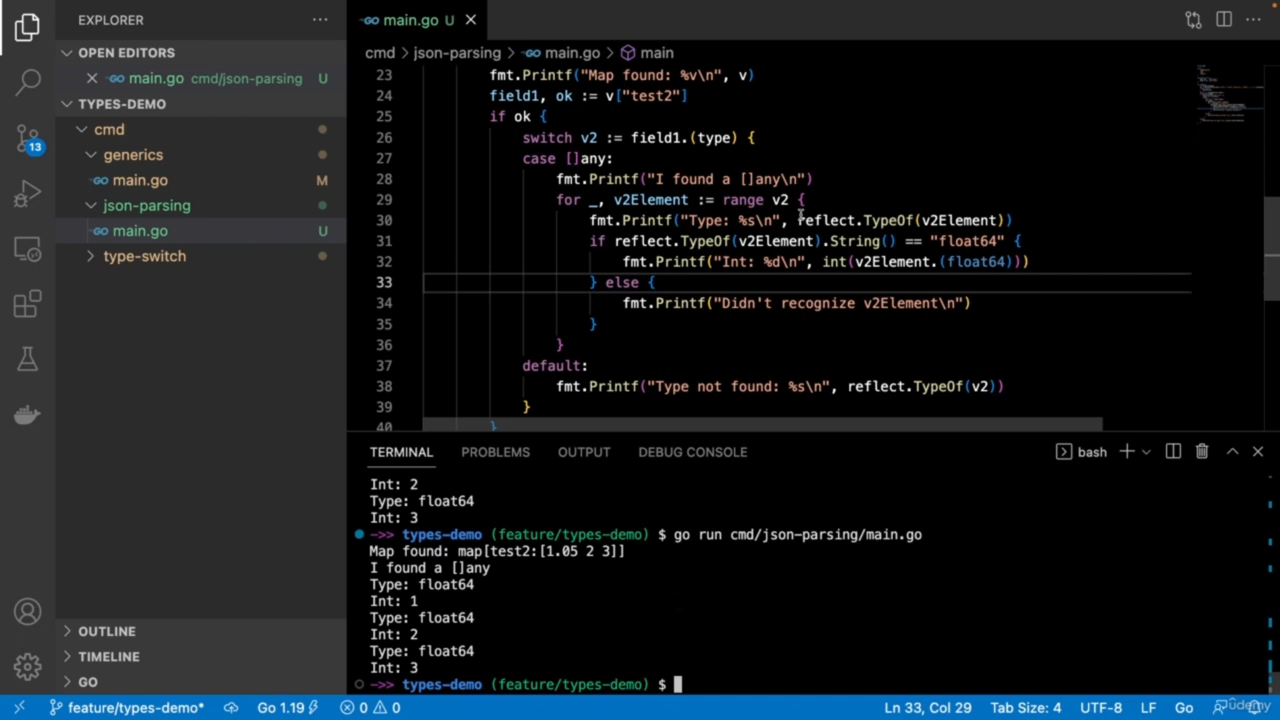 EXPLORER
OPEN EDITORS
main.go cmd/json-parsing U
TYPES-DEMO
cmd
generics
main.go M
json-parsing
main.go U
type-switch
13
OUTLINE
TIMELINE
GO
main.go U
cmd > json-parsing > main.go > main
23 fmt.Printf("Map found: %v\n", v)
24 field1, ok := v["test2"]
25 if ok {
26 switch v2 := field1.(type) {
27 case []any:
28 fmt.Printf("I found a []any\n")
29 for _, v2Element := range v2 {
30 fmt.Printf("Type: %s\n", reflect.TypeOf(v2Element))
31 if reflect.TypeOf(v2Element).String() == "float64" {
32 fmt.Printf("Int: %d\n", int(v2Element.(float64)))
33 } else {
34 fmt.Printf("Didn't recognize v2Element\n")
35 }
36 }
37 default:
38 fmt.Printf("Type not found: %s\n", reflect.TypeOf(v2))
39 }
40 }
TERMINAL PROBLEMS OUTPUT DEBUG CONSOLE bash
Int: 2
Type: float64
Int: 3
->> types-demo (feature/types-demo) $ go run cmd/json-parsing/main.go
Map found: map[test2:[1.05 2 3]]
I found a []any
Type: float64
Int: 1
Type: float64
Int: 2
Type: float64
Int: 3
->> types-demo (feature/types-demo) $
feature/types-demo* Go 1.19 0 0 Ln 33, Col 29 Tab Size: 4 UTF-8 LF Go
Udemy